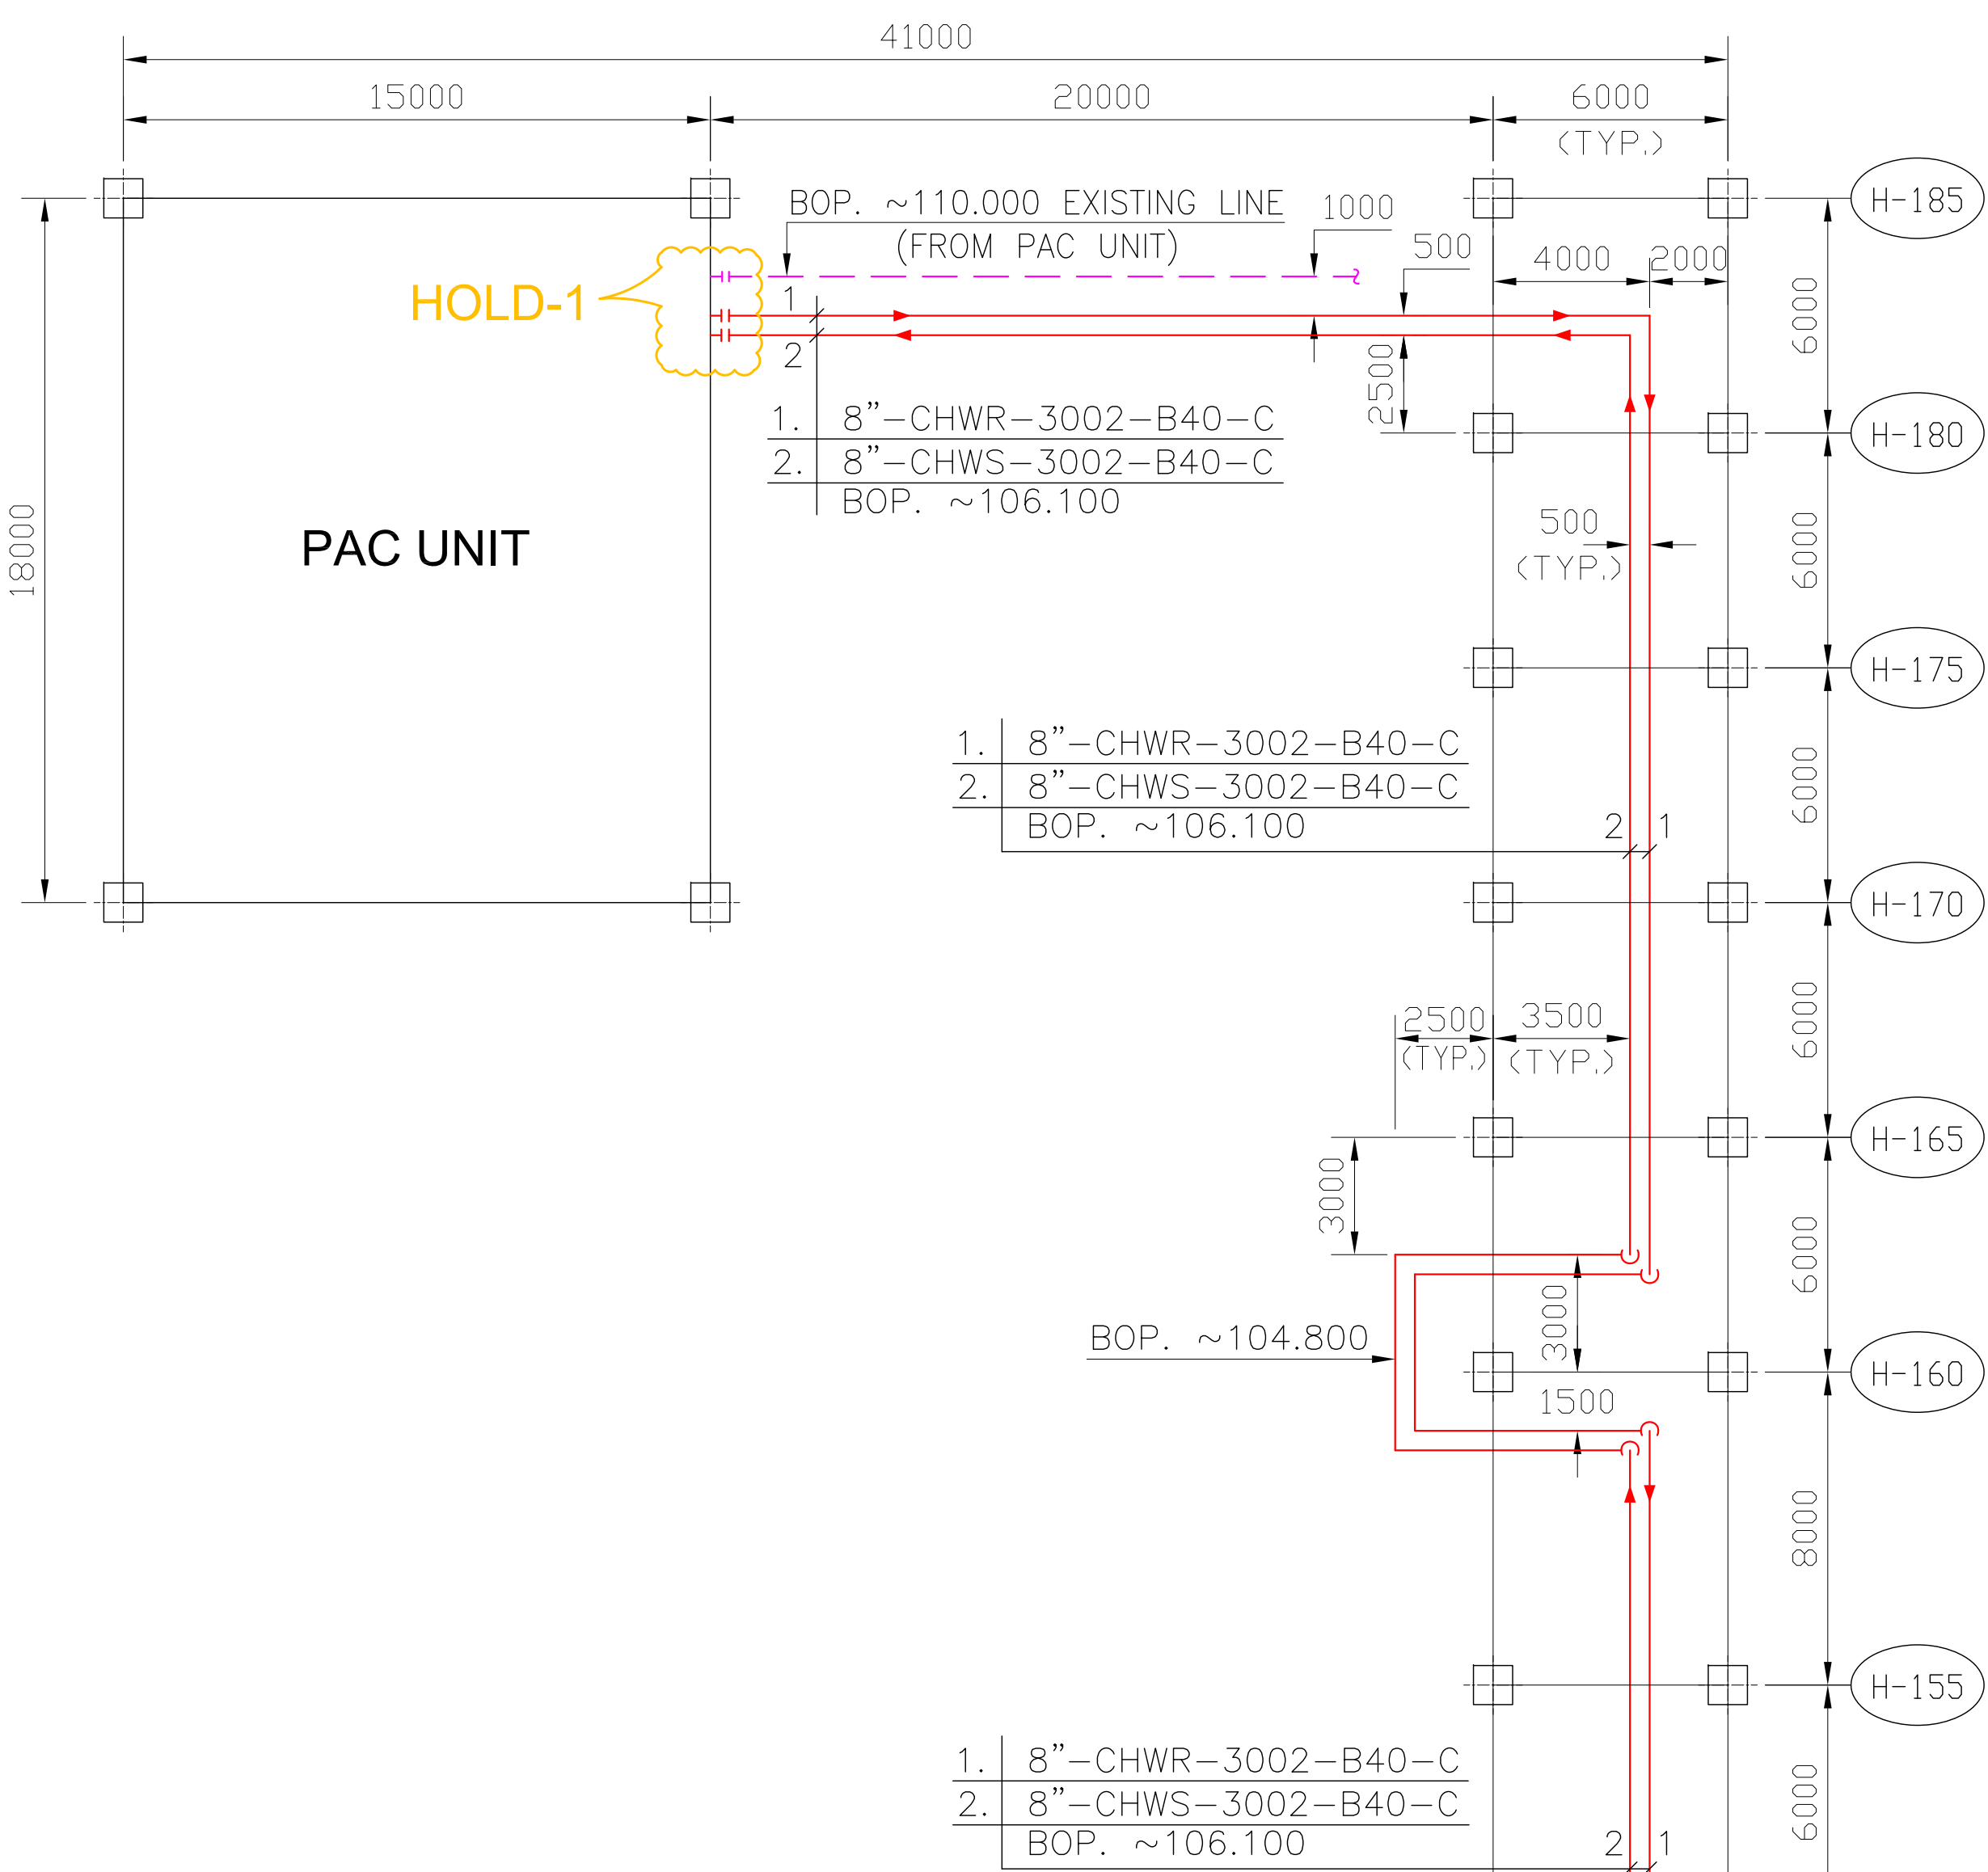 41000
15000
20000
6000
(TYP.)
BOP. ~110.000 EXISTING LINE
(FROM PAC UNIT)
1000
500
4000
2000
H-185
HOLD-1
1
2
2500
6000
1. 8”-CHWR-3002-B40-C
2. 8”-CHWS-3002-B40-C
BOP. ~106.100
H-180
18000
PAC UNIT
500
(TYP.)
6000
H-175
1. 8”-CHWR-3002-B40-C
2. 8”-CHWS-3002-B40-C
BOP. ~106.100
2 1
6000
H-170
2500
(TYP.)
3500
(TYP.)
6000
H-165
3000
6000
BOP. ~104.800
3000
H-160
1500
8000
H-155
1. 8”-CHWR-3002-B40-C
2. 8”-CHWS-3002-B40-C
BOP. ~106.100
2 1
6000